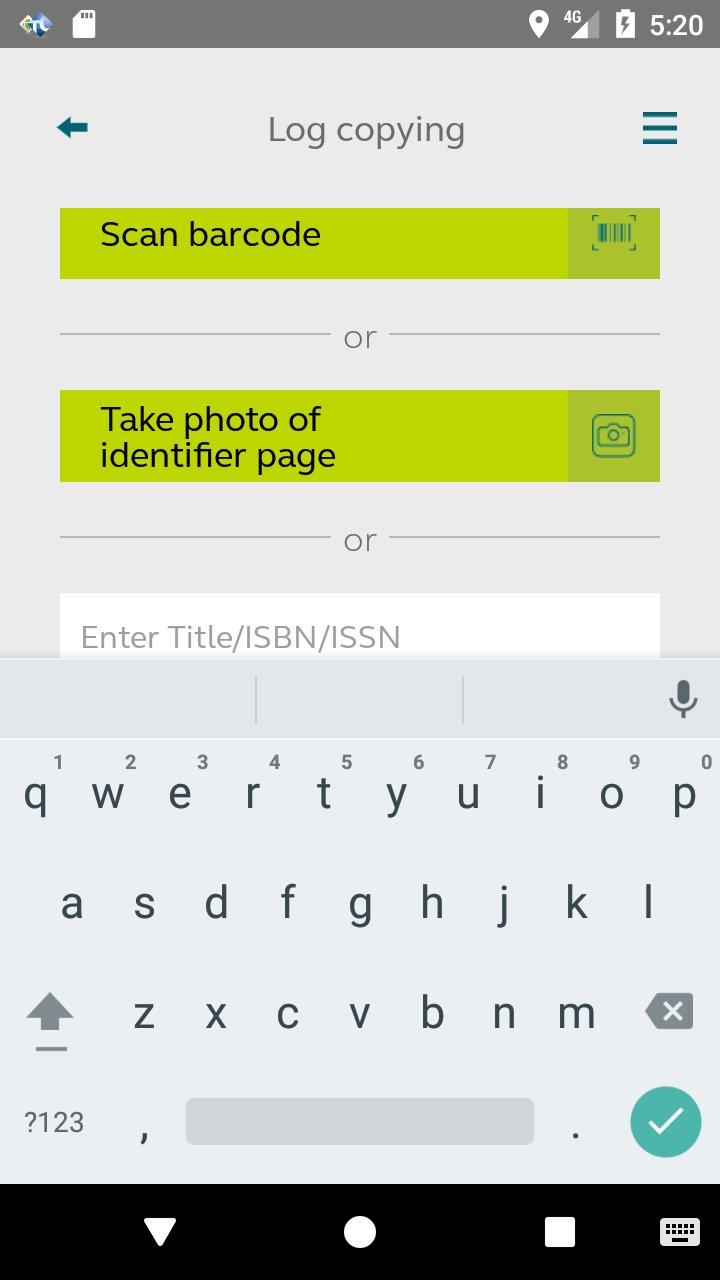 4G 5:20
Log copying
Scan barcode
or
Take photo of
identifier page
or
Enter Title/ISBN/ISSN
1 2 3 4 5 6 7 8 9 0
q w e r t y u i o p
a s d f g h j k l
z x c v b n m
?123 , .